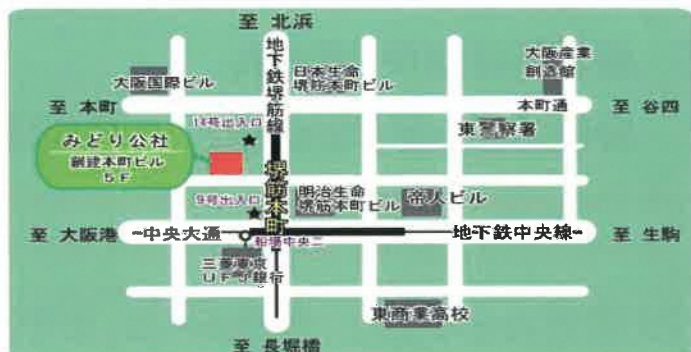 至 北浜
地下鉄堺筋線
大阪国際ビル
日本生命
堺筋本町ビル
大阪産業
創造館
至 本町
本町通
至 谷四
東警察署
みどり公社
創建本町ビル
5F
堺筋本町
9号出入口
明治生命
堺筋本町ビル
帝人ビル
至 大阪港
中央大通
船場中央二
地下鉄中央線
至 生駒
三菱東京
UFJ銀行
東商業高校
至 長堀橋